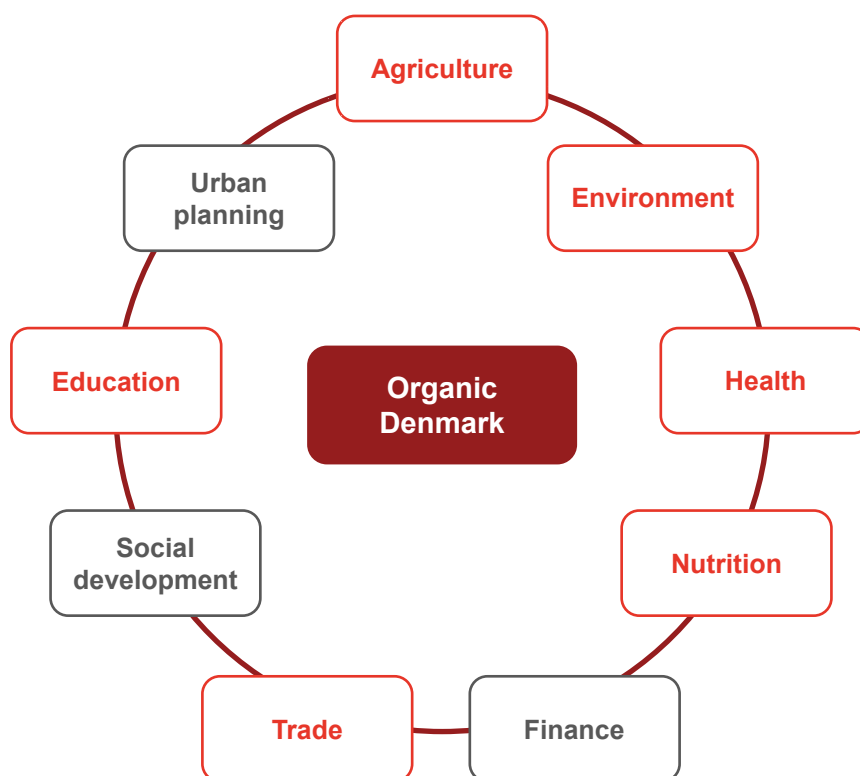 Agriculture
Urban
planning
Environment
Education
Organic
Denmark
Health
Social
development
Nutrition
Trade
Finance